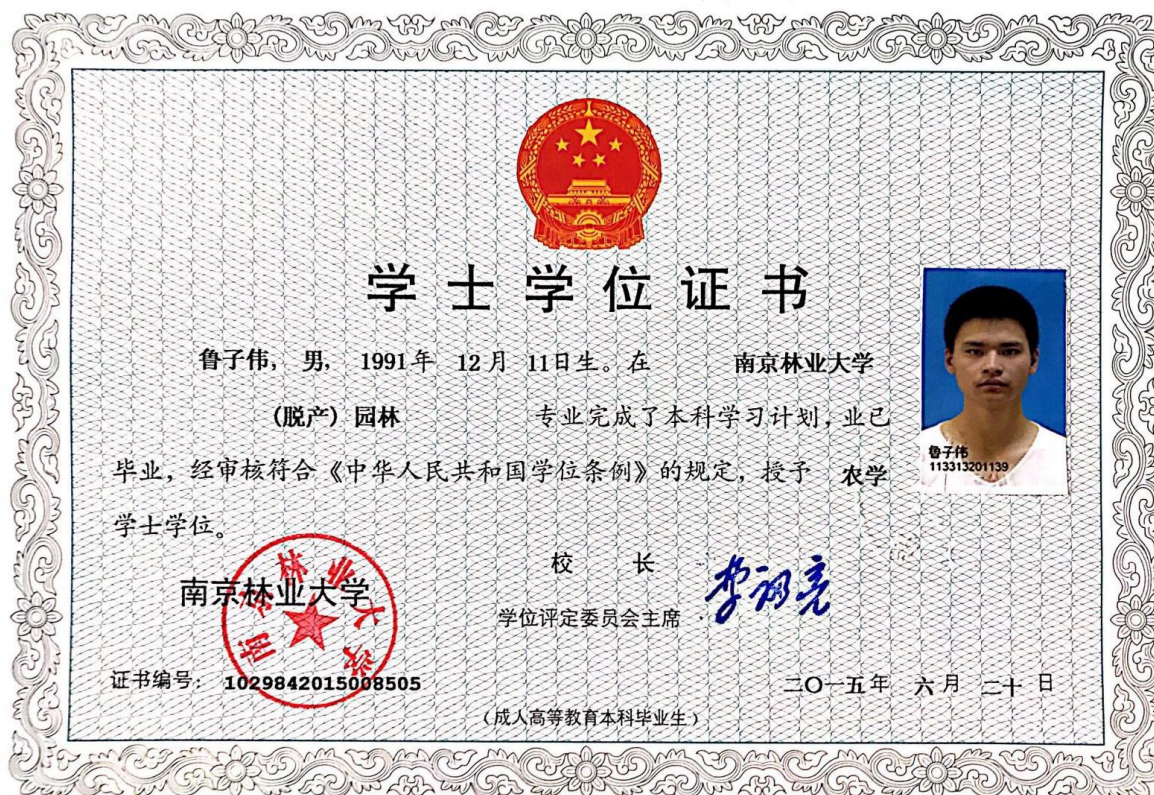 学士学位证书
鲁子伟, 男, 1991年 12月 11日生。在 南京林业大学
(脱产) 园林 专业完成了本科学习计划, 业已
毕业, 经审核符合《中华人民共和国学位条例》的规定, 授予 农学
学士学位。
鲁子伟
113313201139
南京林业大学
南京林业大学
校 长
学位评定委员会主席
证书编号: 1029842015008505
二〇一五年 六月 二十日
(成人高等教育本科毕业生)